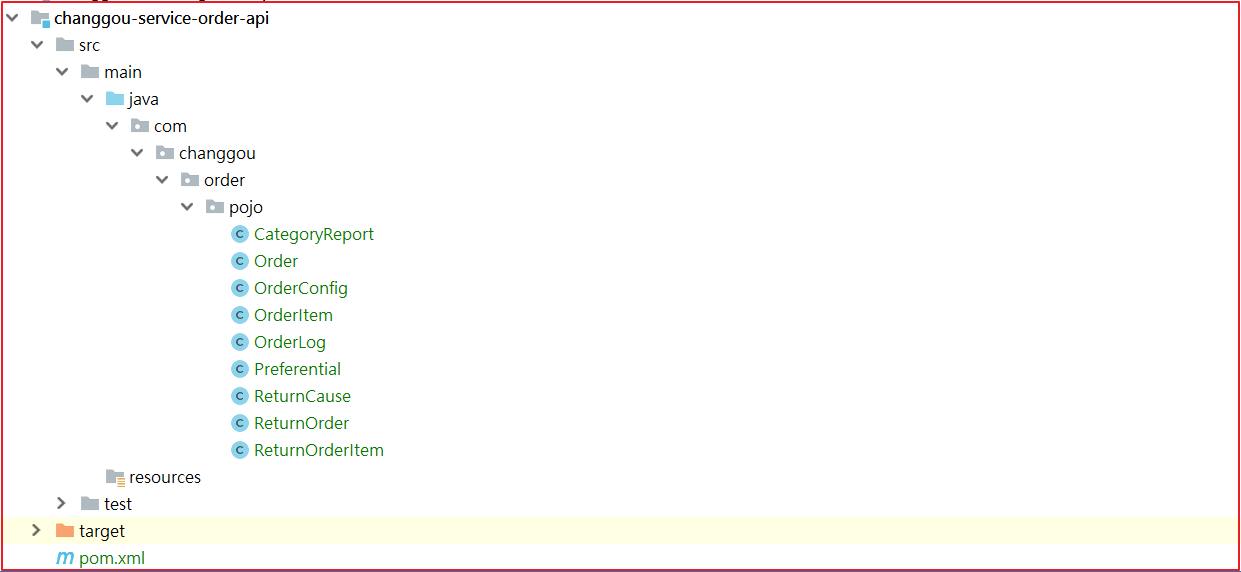 changgou-service-order-api
src
main
java
com
changgou
order
pojo
C CategoryReport
C Order
C OrderConfig
C OrderItem
C OrderLog
C Preferential
C ReturnCause
C ReturnOrder
C ReturnOrderItem
resources
test
target
m pom.xml